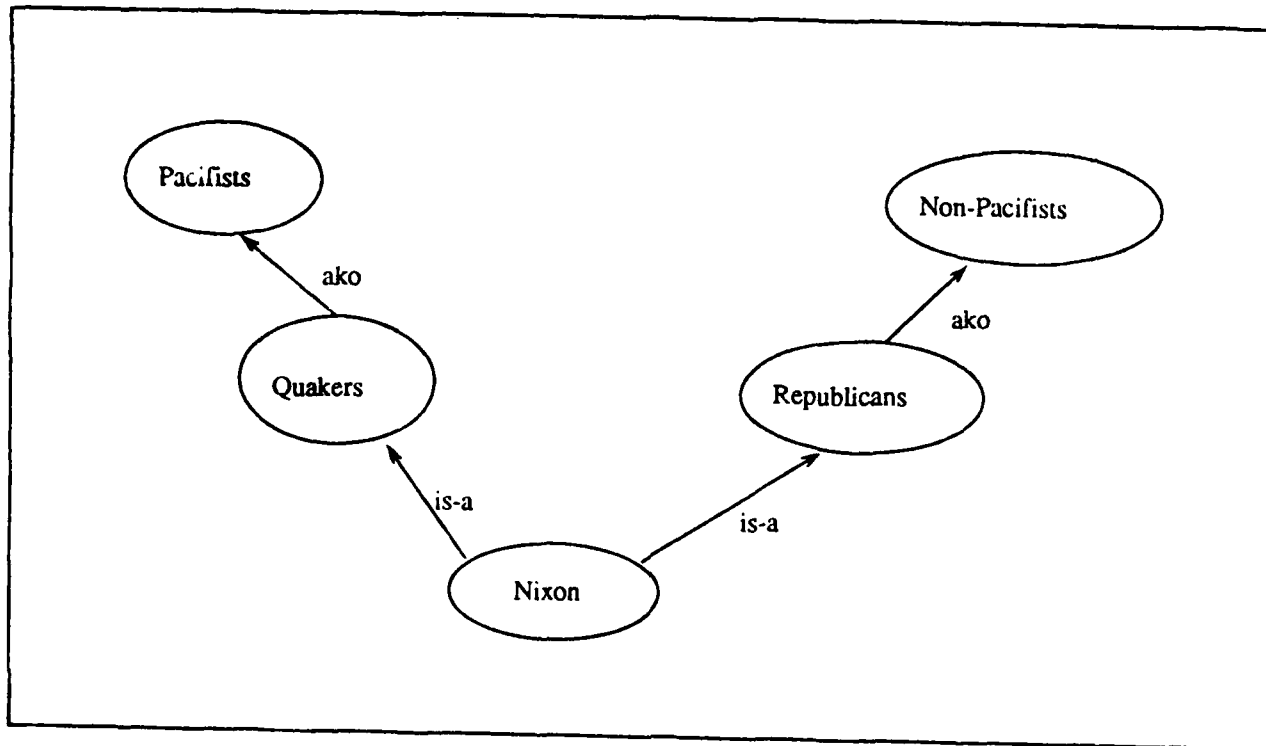 Pacifists
Non-Pacifists
ako
ako
Quakers
Republicans
is-a
is-a
Nixon